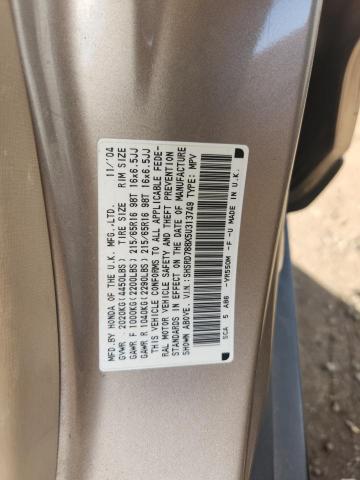 MFD.BY HONDA OF THE U.K. MFG.,LTD. 11/'04
GVWR 2020KG(4450LBS) TIRE SIZE RIM SIZE
GAWR F 1000KG(2200LBS) 215/65R16 98T 16x6.5JJ
GAWR R 1040KG(2290LBS) 215/65R16 98T 16x6.5JJ
THIS VEHICLE CONFORMS TO ALL APPLICABLE FEDE-
RAL MOTOR VEHICLE SAFETY AND THEFT PREVENTION
STANDARDS IN EFFECT ON THE DATE OF MANUFACTURE
SHOWN ABOVE. V.I.N.: SHSRD788X5U313749 TYPE: MPV
SCA 5 A86 -YR550M -F -U MADE IN U.K.